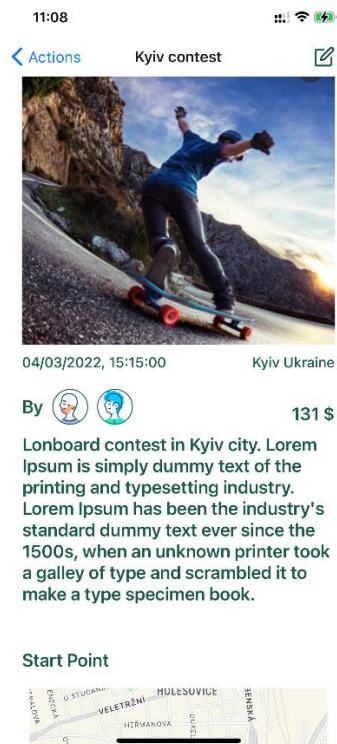 11:08
Actions
Kyiv contest
04/03/2022, 15:15:00
Kyiv Ukraine
By
131 $
Lonboard contest in Kyiv city. Lorem
Ipsum is simply dummy text of the
printing and typesetting industry.
Lorem Ipsum has been the industry's
standard dummy text ever since the
1500s, when an unknown printer took
a galley of type and scrambled it to
make a type specimen book.
Start Point
HOLEŠOVICE
VELETRŽNÍ
HEŘMANOVA